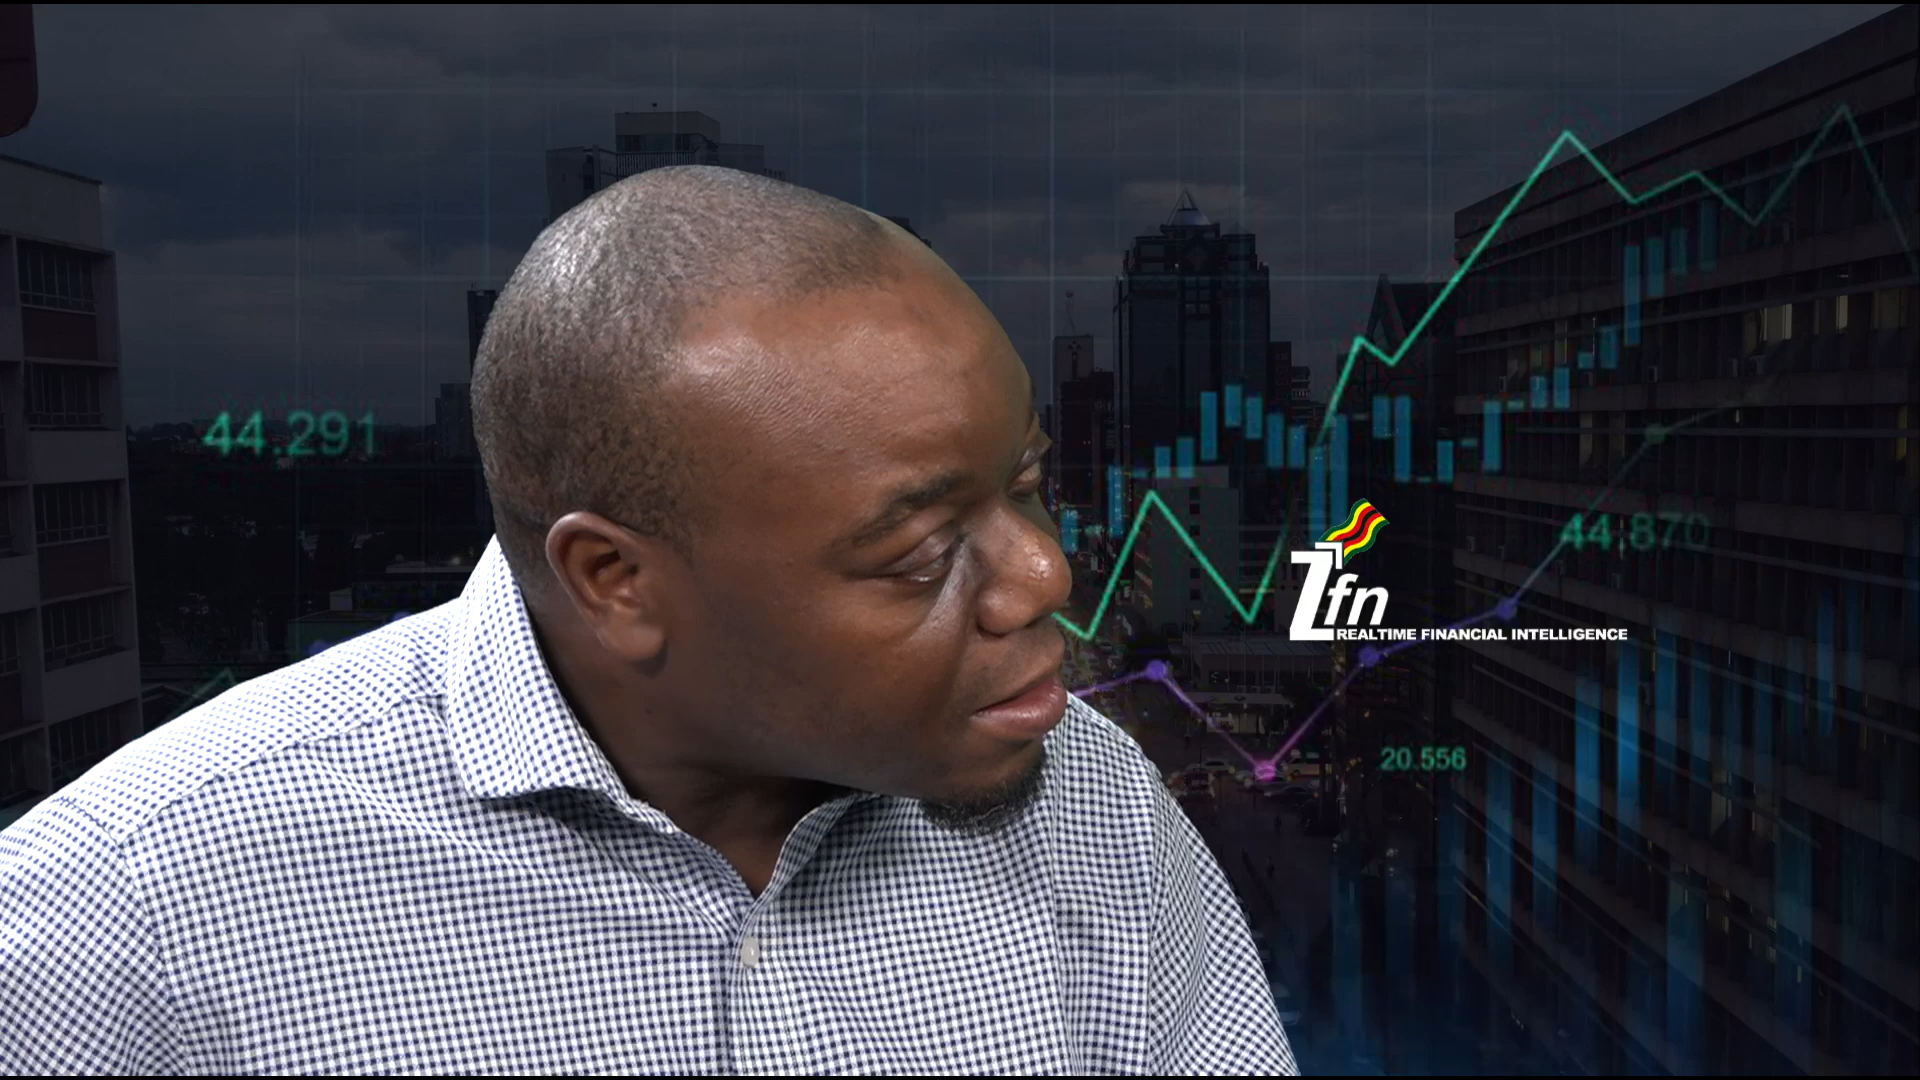 44.291
44.870
Zfn
REALTIME FINANCIAL INTELLIGENCE
20.556